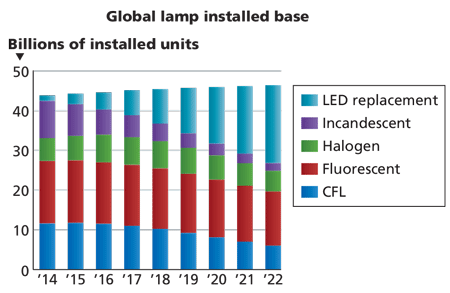 Global lamp installed base
Billions of installed units
50
40
30
20
10
0
'14 '15 '16 '17 '18 '19 '20 '21 '22
LED replacement
Incandescent
Halogen
Fluorescent
CFL